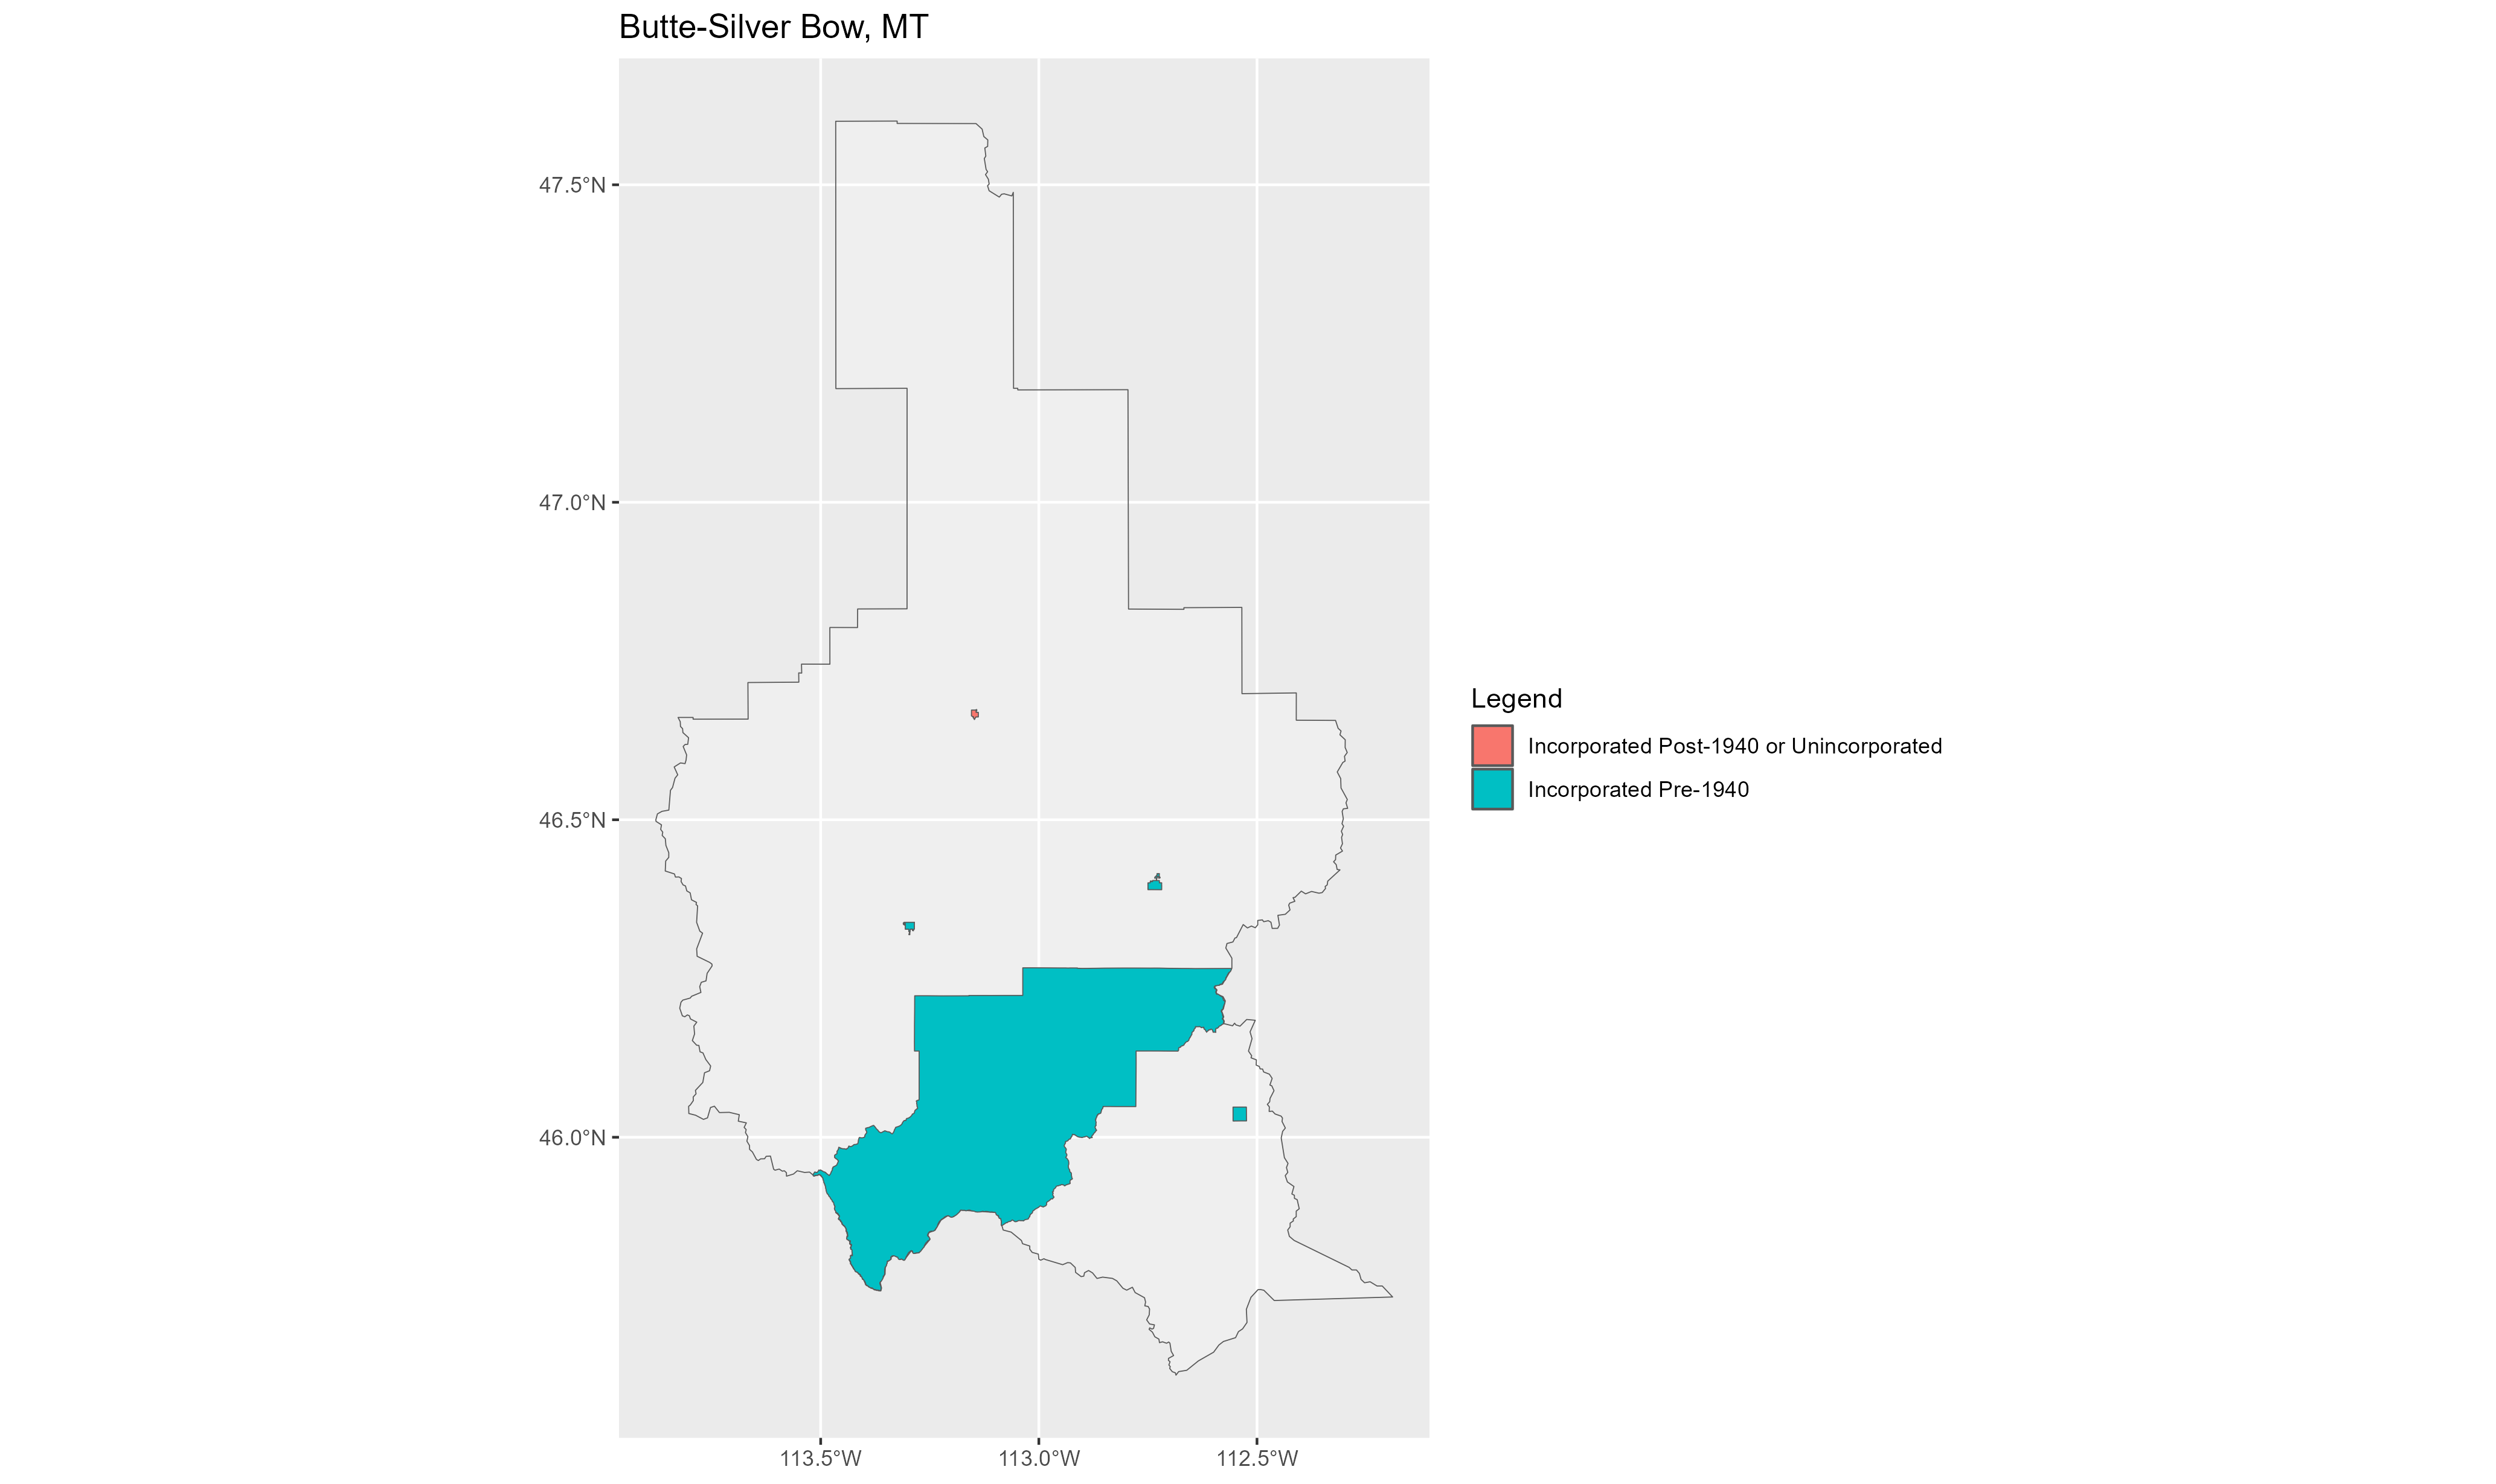 Butte-Silver Bow, MT
47.5°N
47.0°N
46.5°N
46.0°N
113.5°W
113.0°W
112.5°W
Legend
Incorporated Post-1940 or Unincorporated
Incorporated Pre-1940